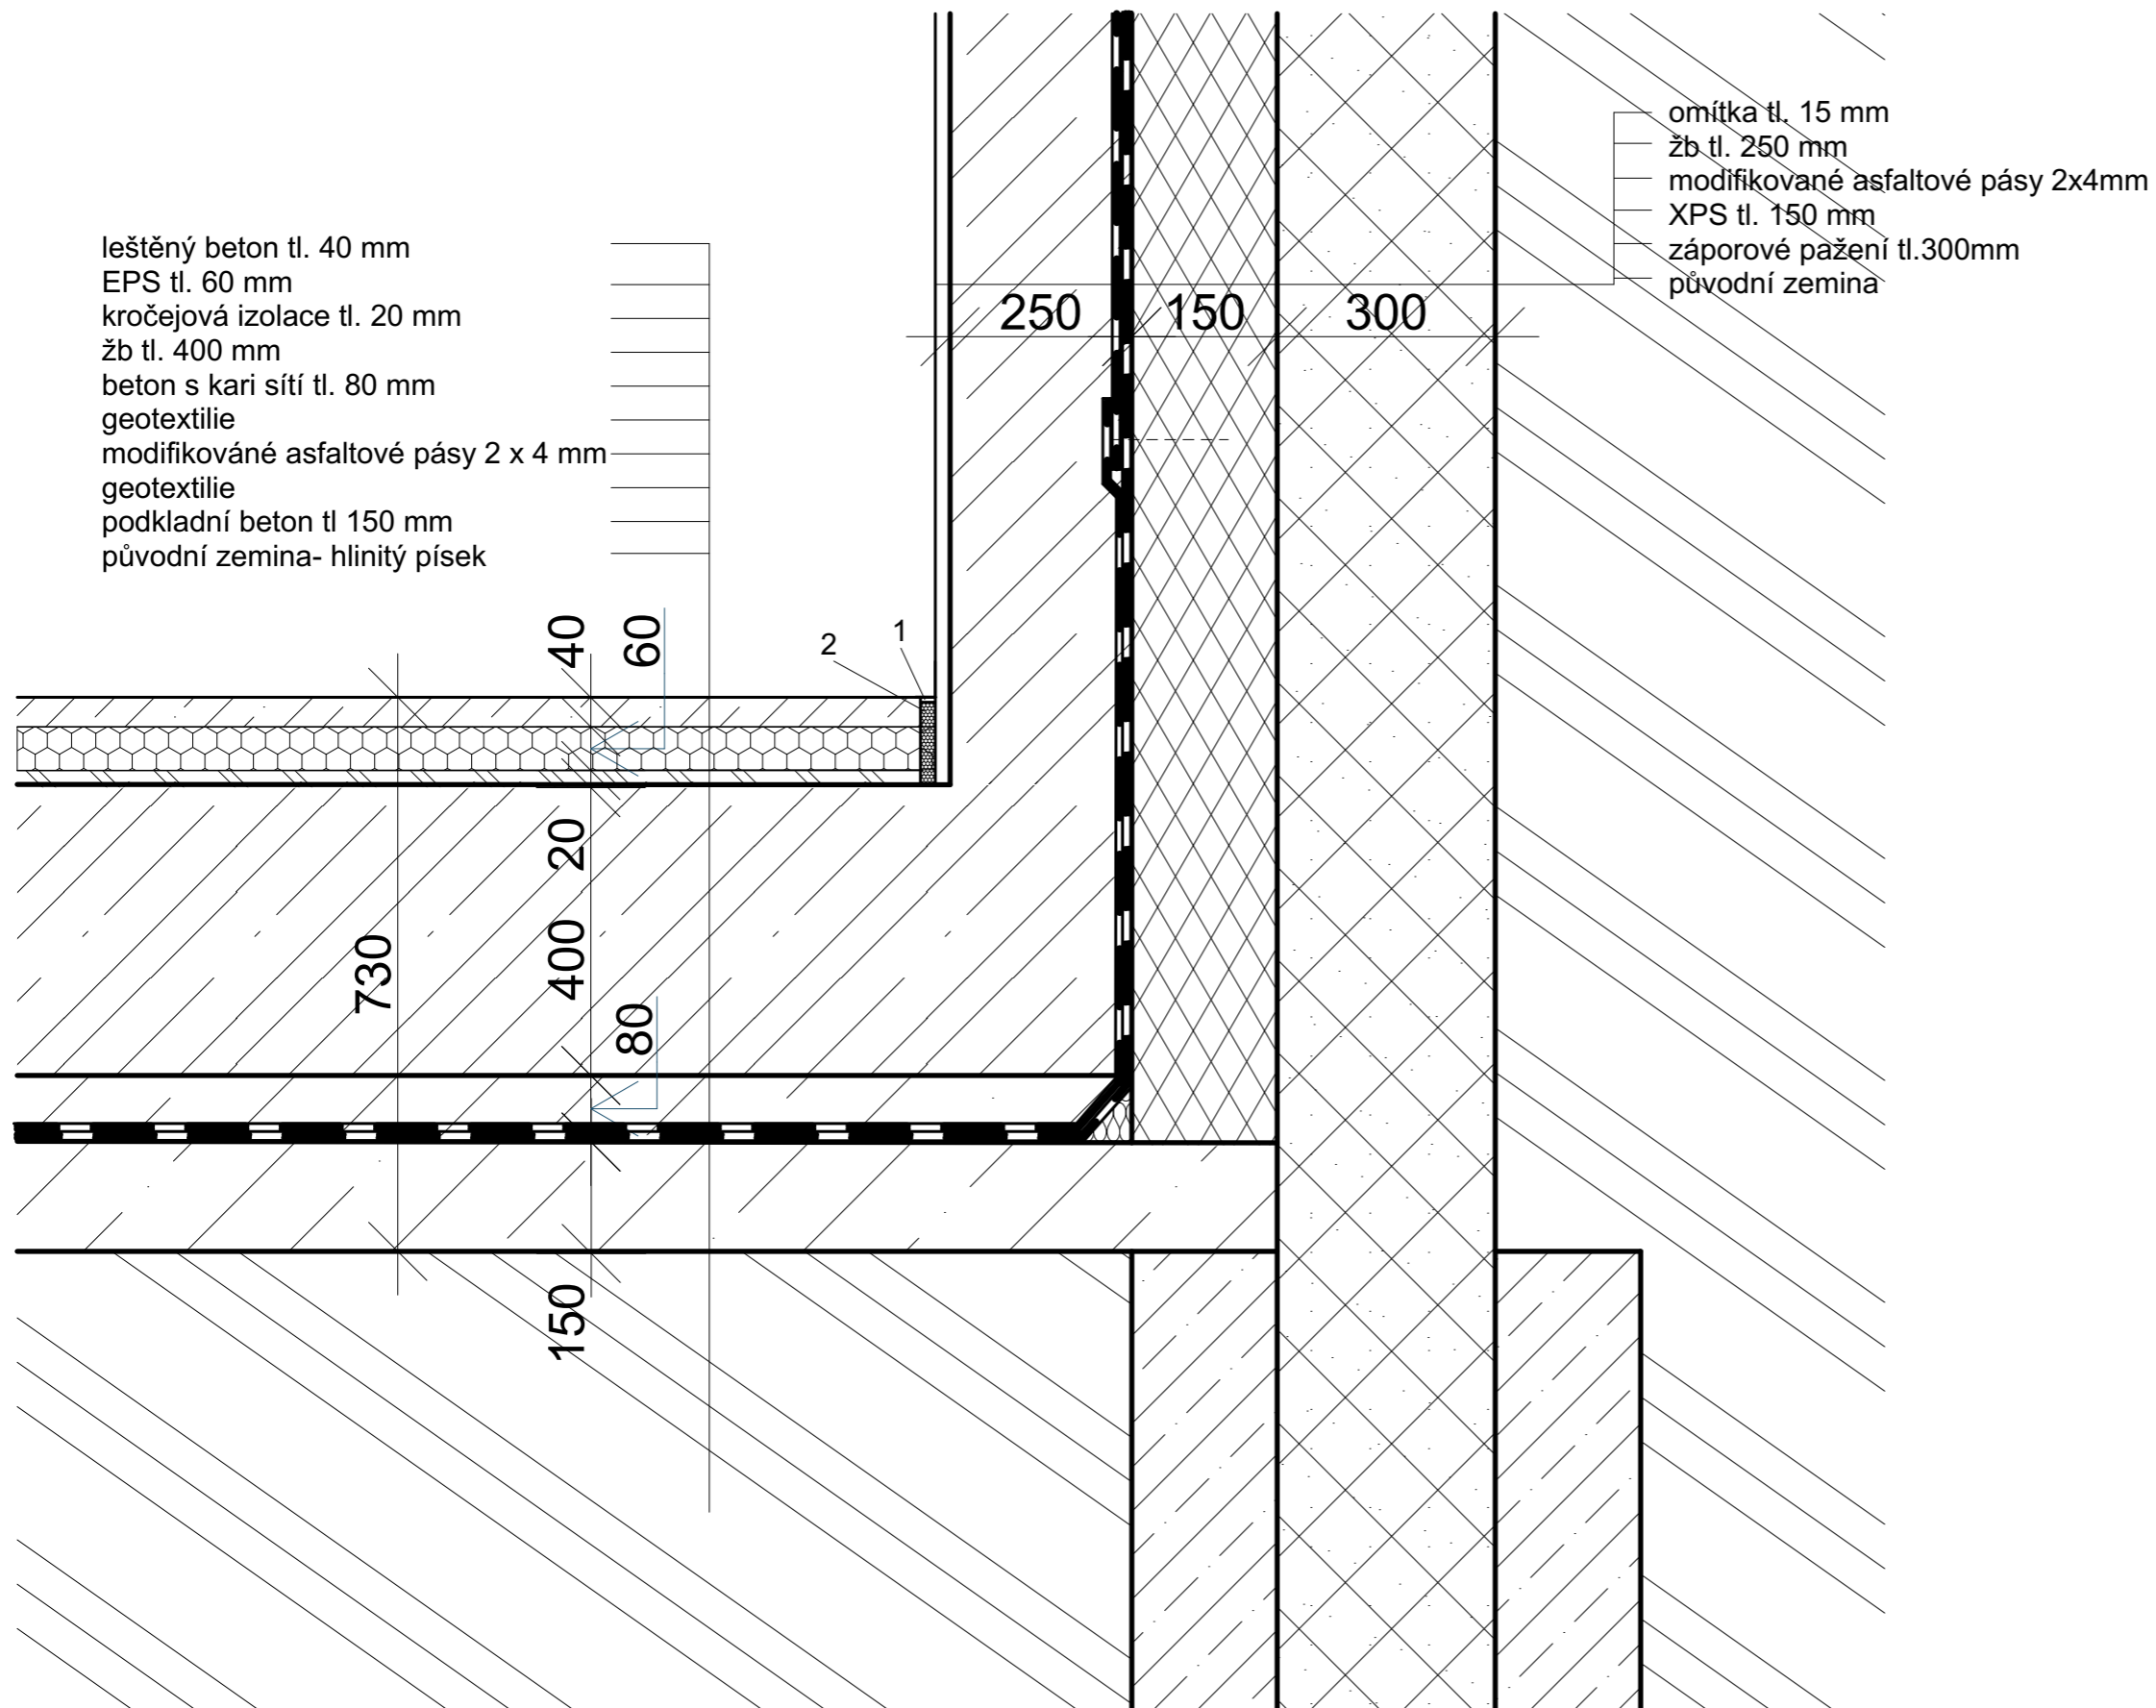 omítka tl. 15 mm
žb tl. 250 mm
modifikované asfaltové pásy 2x4mm
XPS tl. 150 mm
záporové pažení tl.300mm
původní zemina
leštěný beton tl. 40 mm
EPS tl. 60 mm
kročejová izolace tl. 20 mm
žb tl. 400 mm
beton s kari sítí tl. 80 mm
geotextilie
modifikováné asfaltové pásy 2 x 4 mm
geotextilie
podkladní beton tl 150 mm
původní zemina- hlinitý písek
250
150
300
40
60
2
1
20
730
400
80
150